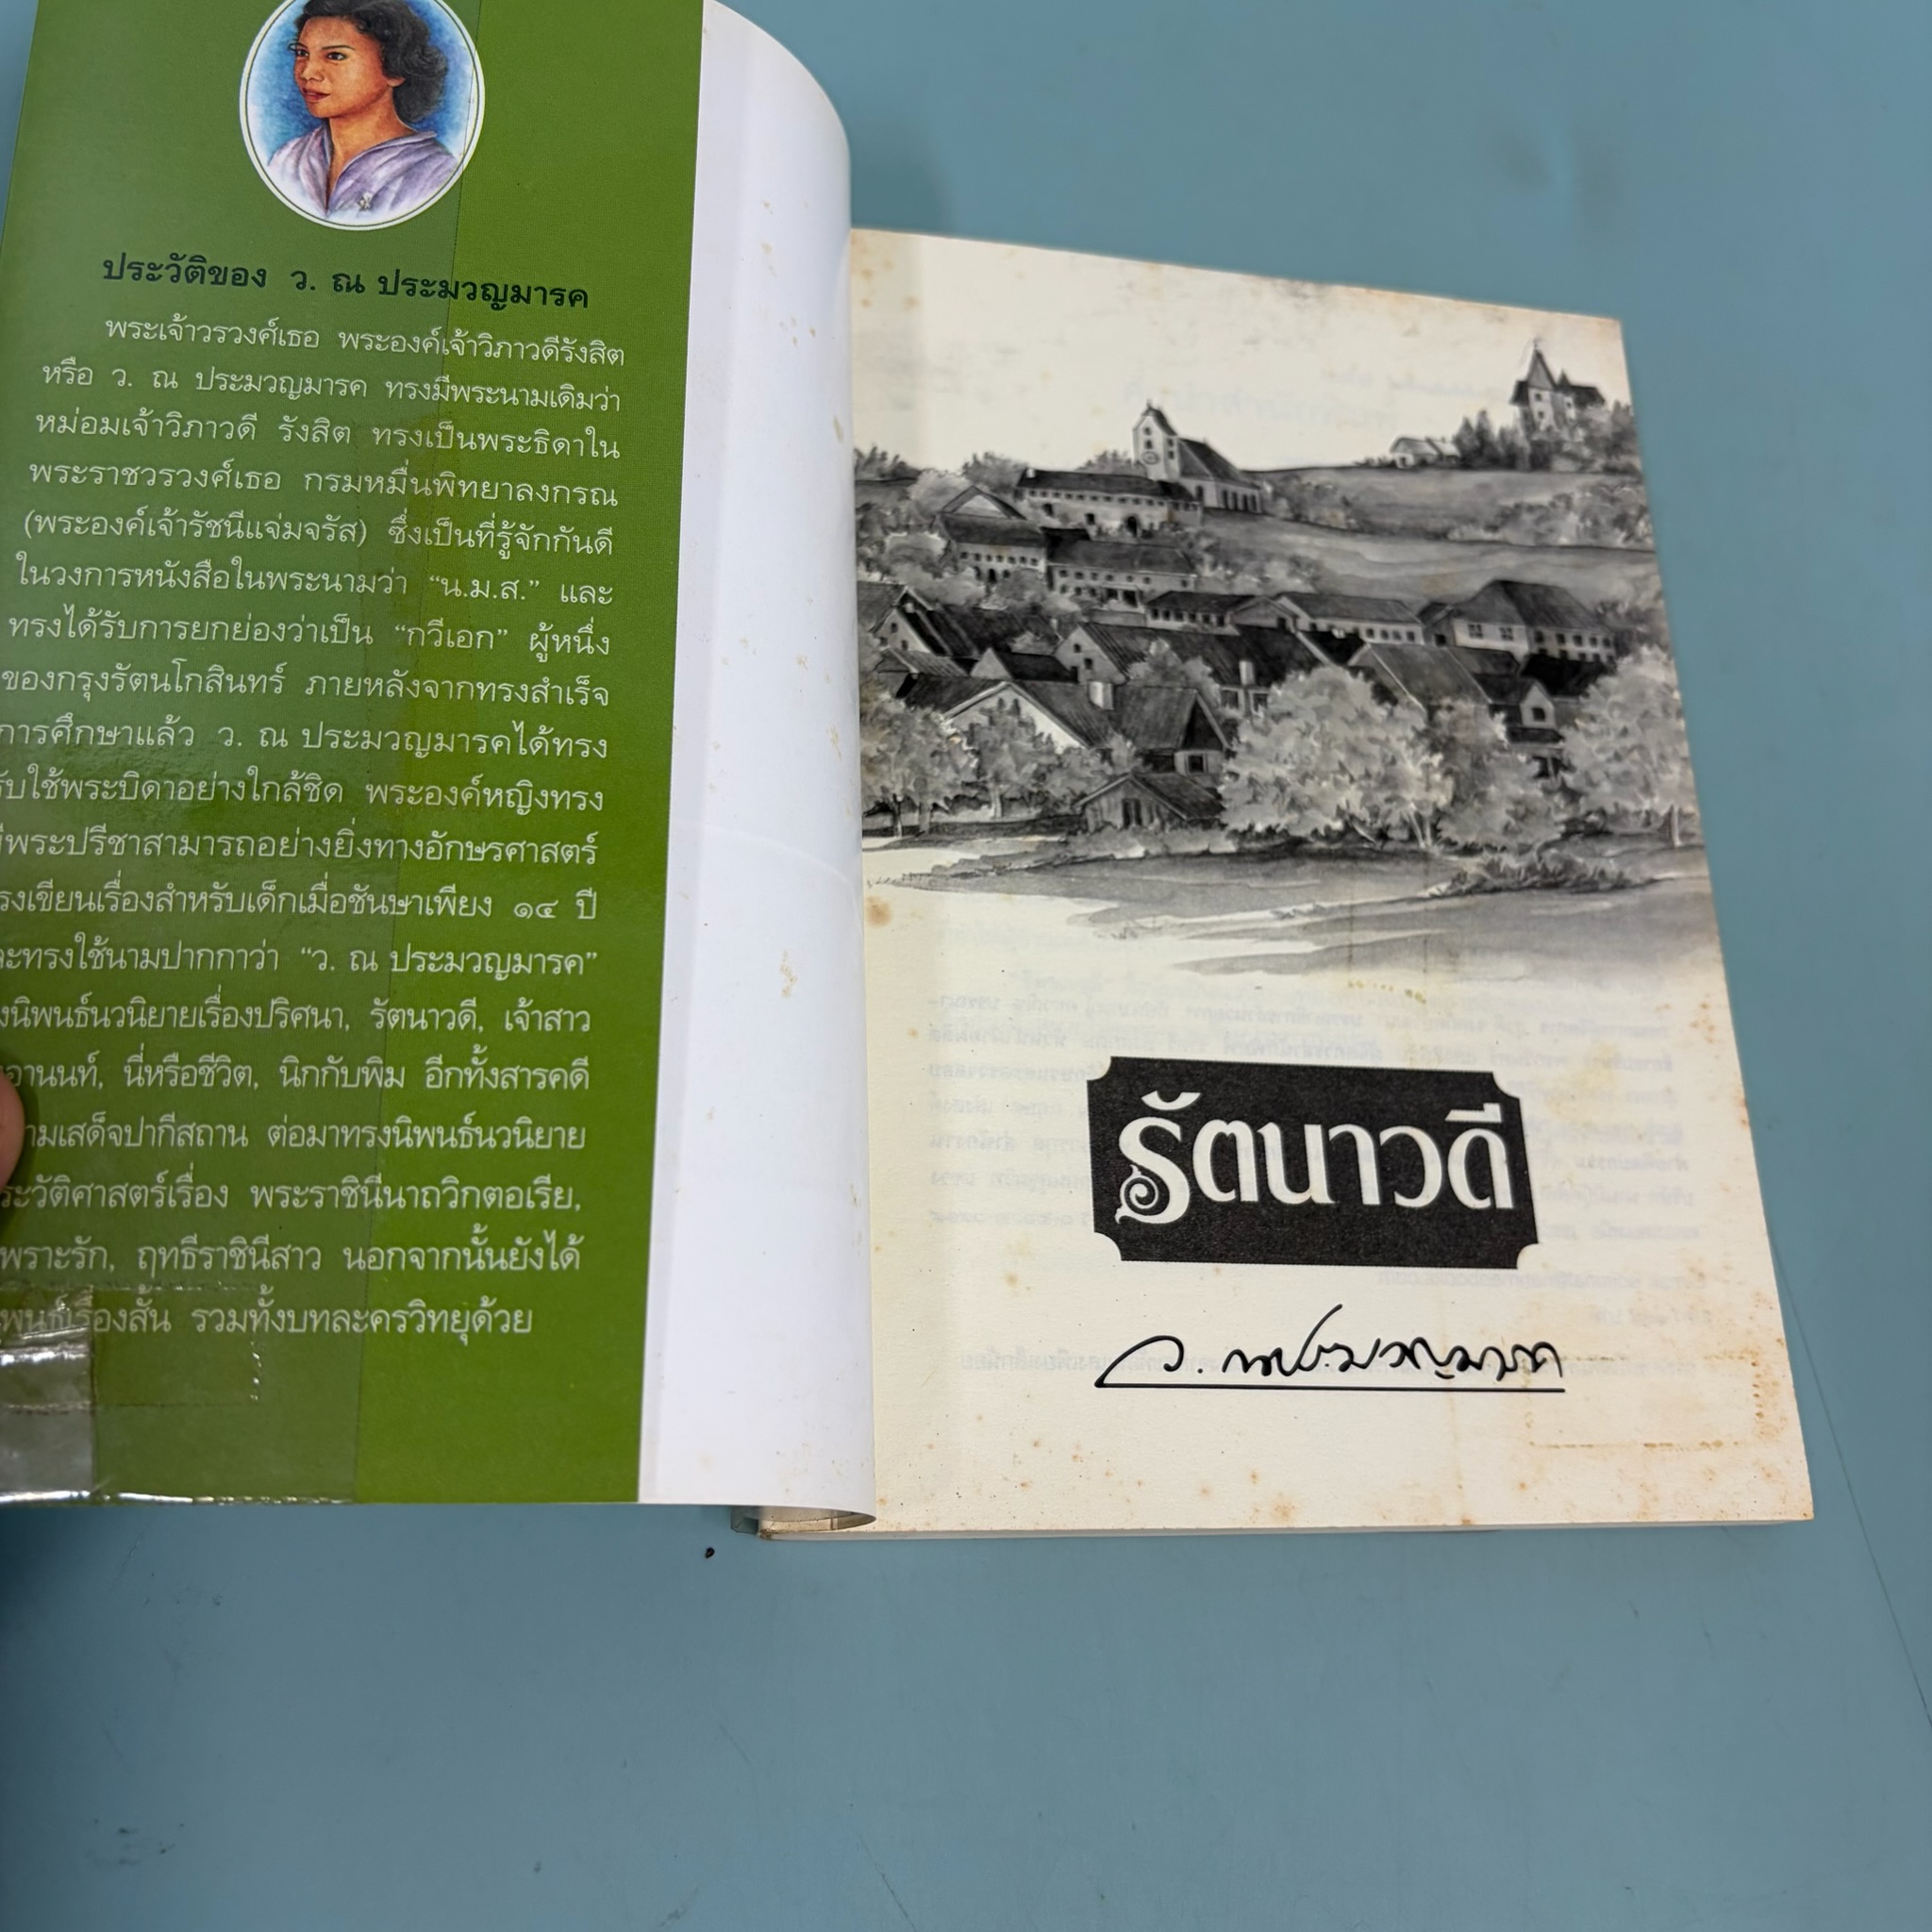 ประวัติของ ว. ณ ประมวญมารค
พระเจ้าวรวงศ์เธอ พระองค์เจ้าวิภาวดีรังสิต
หรือ ว. ณ ประมวญมารค ทรงมีพระนามเดิมว่า
หม่อมเจ้าวิภาวดี รังสิต ทรงเป็นพระธิดาใน
พระราชวรวงศ์เธอ กรมหมื่นพิทยาลงกรณ
(พระองค์เจ้ารัชนีแจ่มจรัส) ซึ่งเป็นที่รู้จักกันดี
ในวงการหนังสือในพระนามว่า “น.ม.ส.” และ
ทรงได้รับการยกย่องว่าเป็น “กวีเอก” ผู้หนึ่ง
ของกรุงรัตนโกสินทร์ ภายหลังจากทรงสำเร็จ
การศึกษาแล้ว ว. ณ ประมวญมารคได้ทรง
รับใช้พระบิดาอย่างใกล้ชิด พระองค์หญิงทรง
มีพระปรีชาสามารถอย่างยิ่งทางอักษรศาสตร์
รงเขียนเรื่องสำหรับเด็กเมื่อชันษาเพียง ๑๔ ปี
ละทรงใช้นามปากกาว่า “ว. ณ ประมวญมารค”
งนิพนธ์นวนิยายเรื่องปริศนา, รัตนาวดี, เจ้าสาว
อานนท์, นี่หรือชีวิต, นิกกับพิม อีกทั้งสารคดี
ามเสด็จปากีสถาน ต่อมาทรงนิพนธ์นวนิยาย
ระวัติศาสตร์เรื่อง พระราชินีนาถวิกตอเรีย,
พราะรัก, ฤทธีราชินีสาว นอกจากนั้นยังได้
พนธ์เรื่องสั้น รวมทั้งบทละครวิทยุด้วย
รัตนาวดี
ว. ณ ประมวญมารค